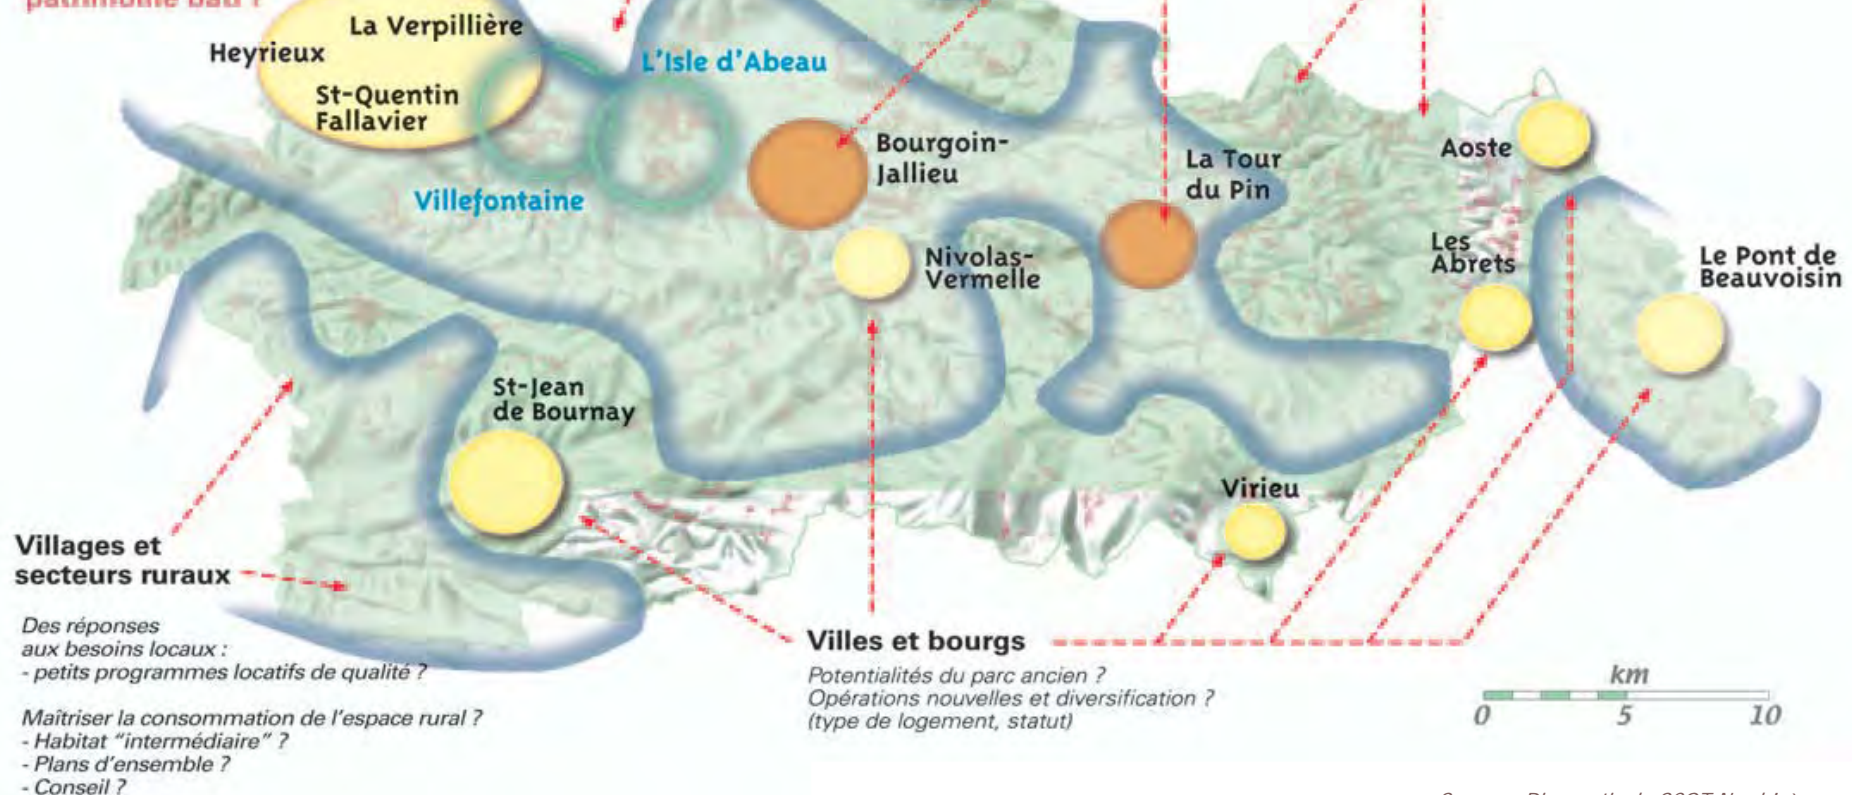 La Verpillière
Heyrieux
St-Quentin
Fallavier
L'Isle d'Abeau
Villefontaine
Bourgoin-
Jallieu
La Tour
du Pin
Aoste
Nivolas-
Vermelle
Les
Abrets
Le Pont de
Beauvoisin
St-Jean
de Bournay
Virieu
Villages et
secteurs ruraux
Des réponses
aux besoins locaux :
- petits programmes locatifs de qualité ?
Maîtriser la consommation de l'espace rural ?
- Habitat "intermédiaire" ?
- Plans d'ensemble ?
- Conseil ?
Villes et bourgs
Potentialités du parc ancien ?
Opérations nouvelles et diversification ?
(type de logement, statut)
km
0 5 10